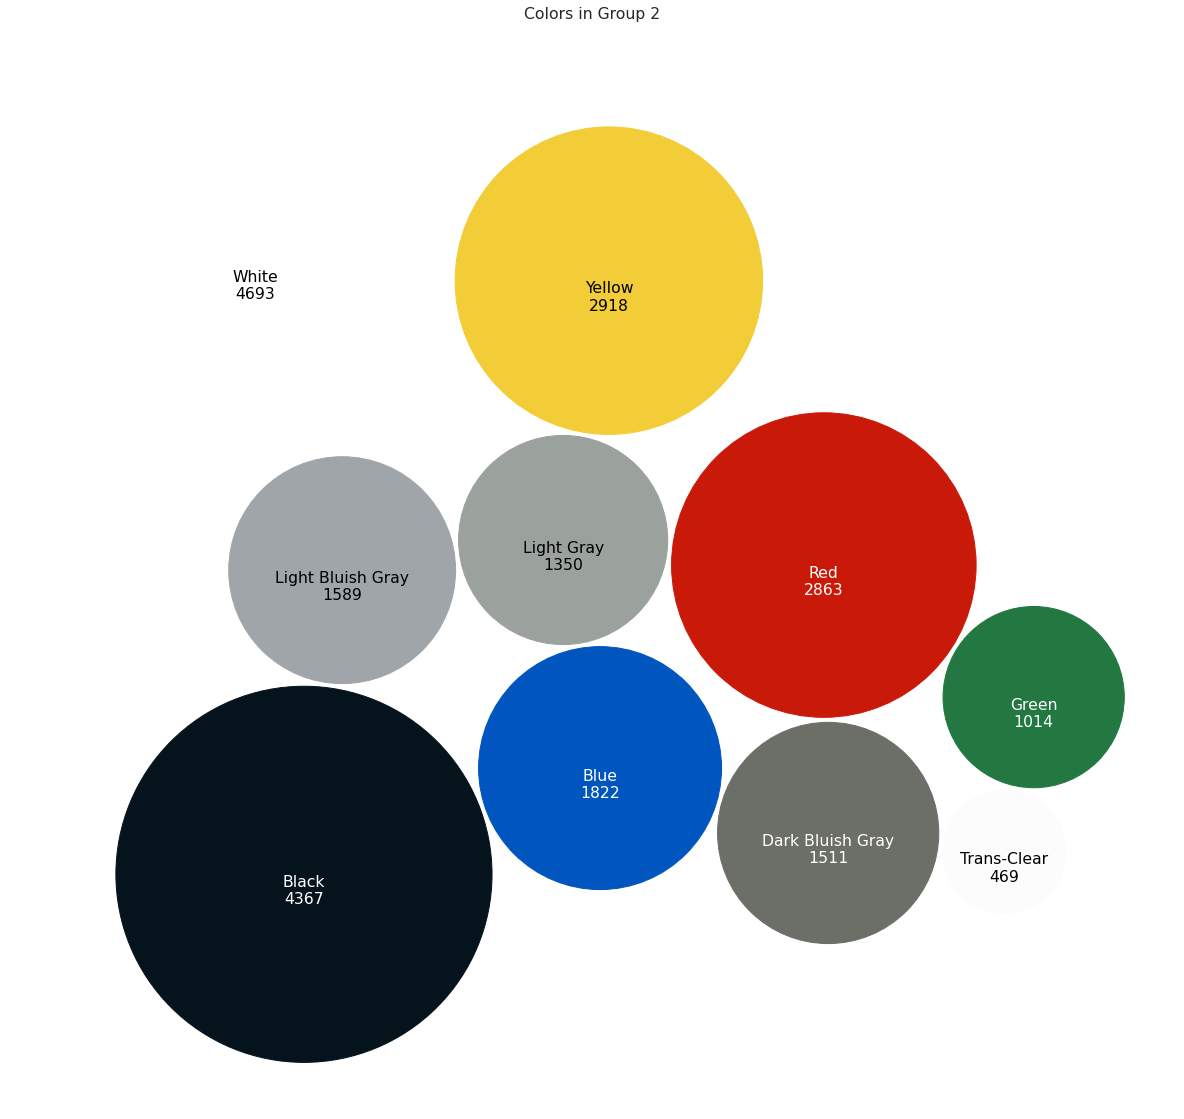 Colors in Group 2
White
4693
Yellow
2918
Light Gray
1350
Red
2863
Light Bluish Gray
1589
Green
1014
Blue
1822
Dark Bluish Gray
1511
Trans-Clear
469
Black
4367